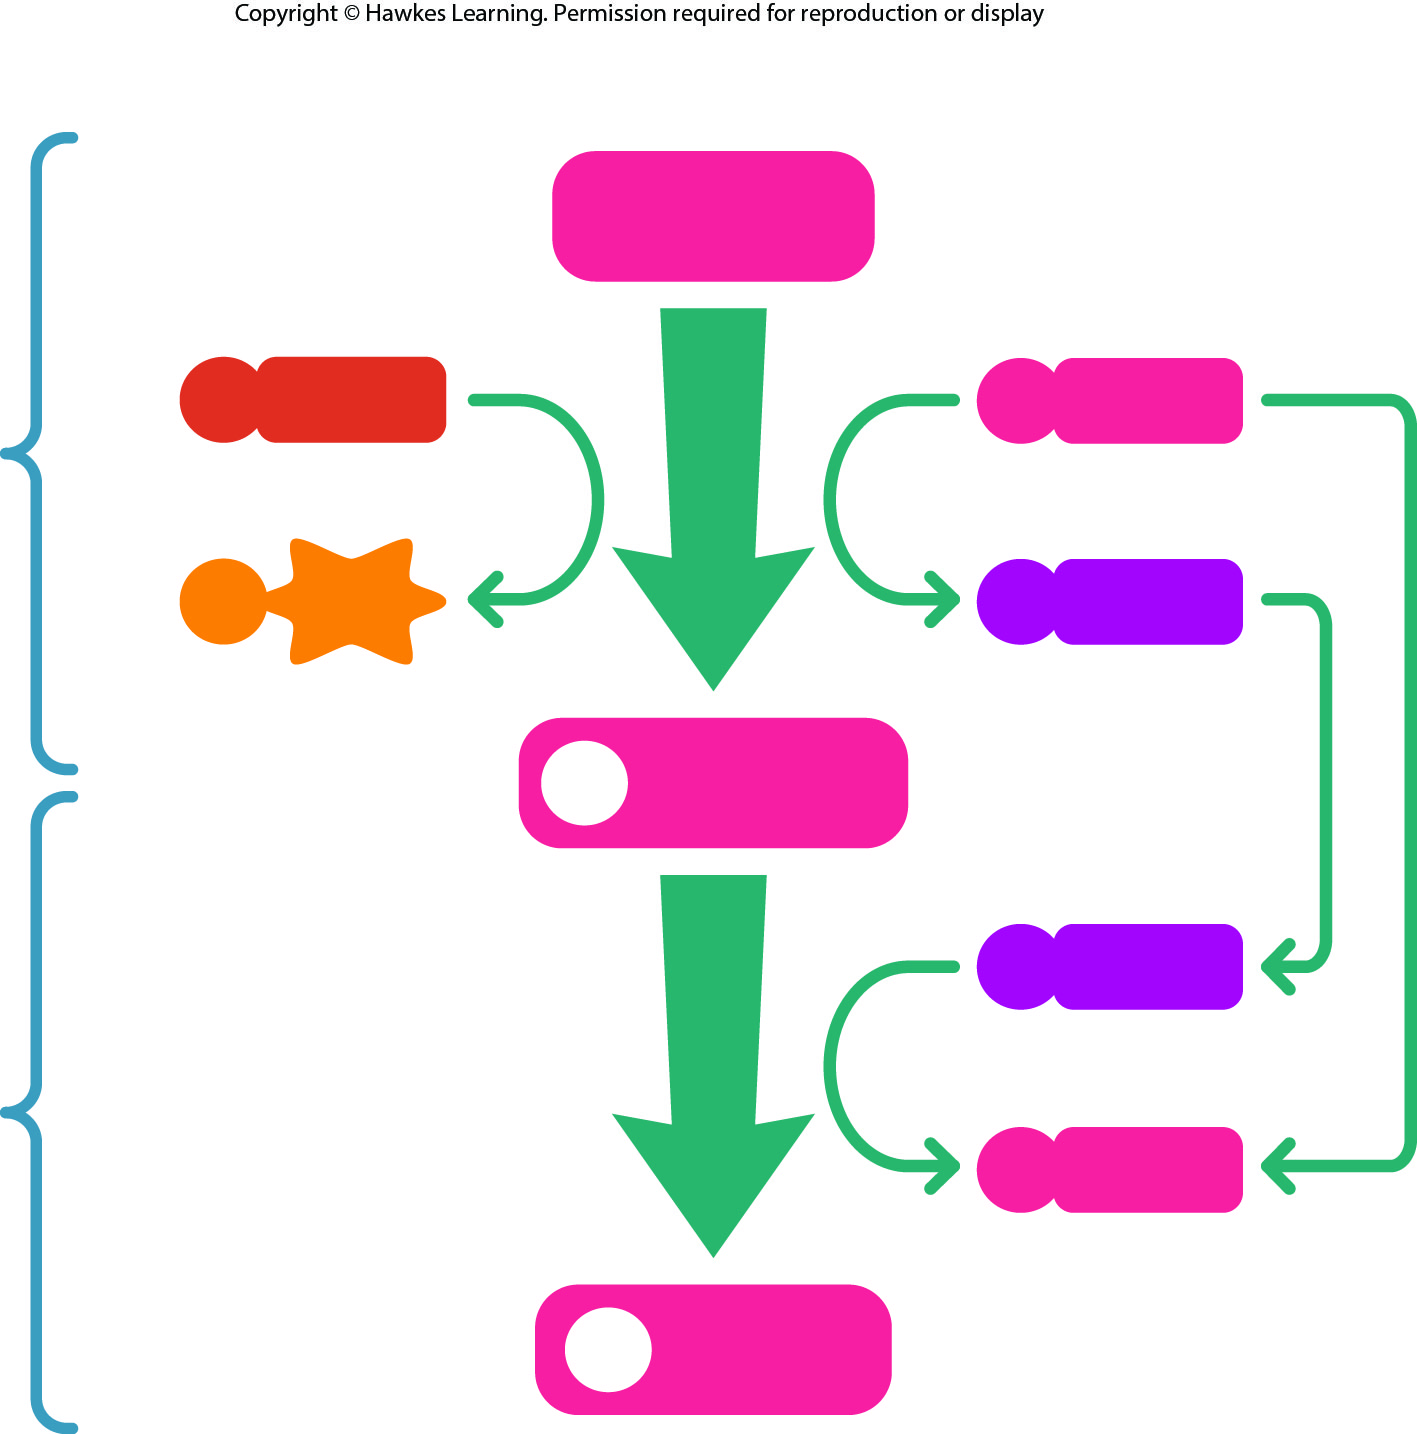 Copyright © Hawkes Learning. Permission required for reproduction or display